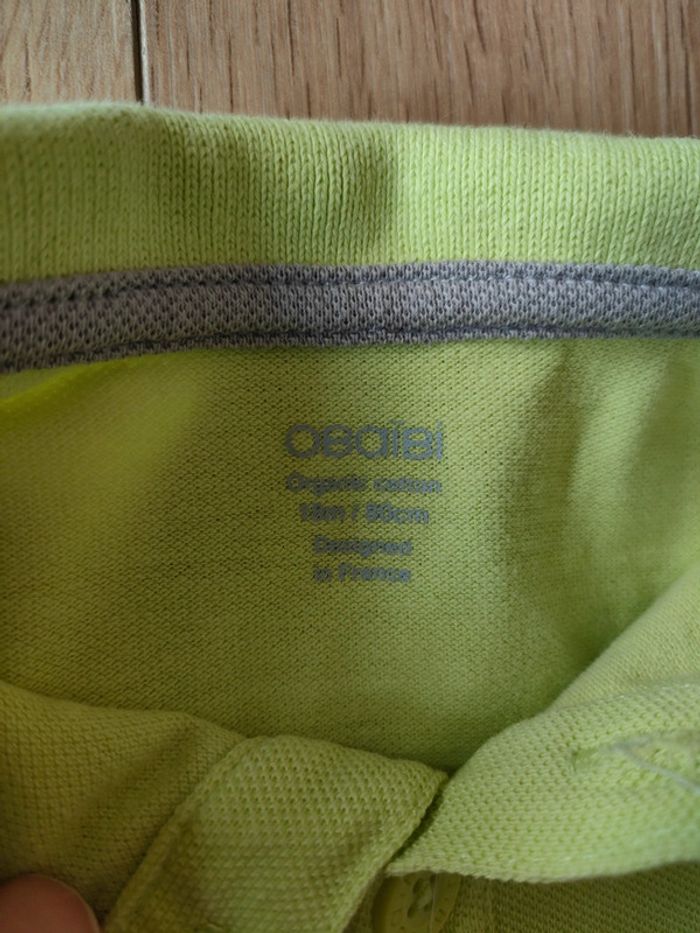 OBAIBI
Organic cotton
18m / 80cm
Designed
in France